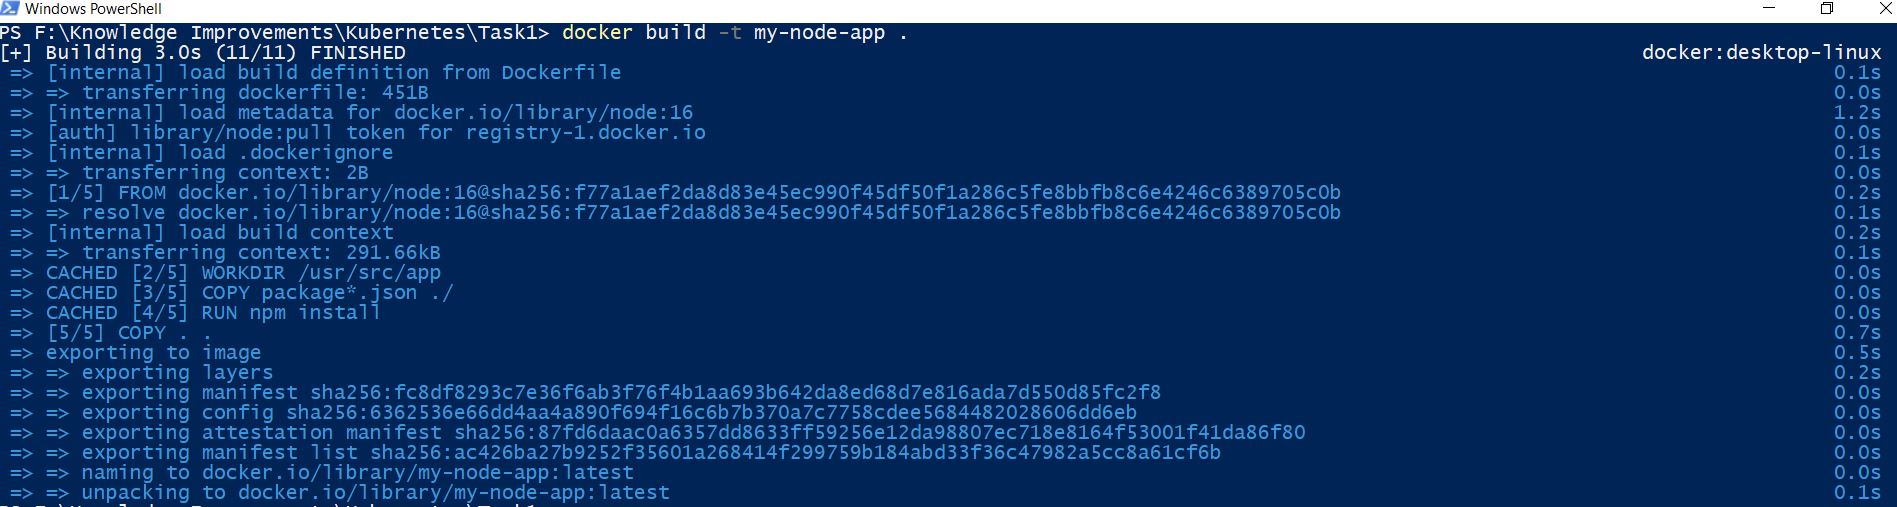 Windows PowerShell
PS F:\Knowledge Improvements\Kubernetes\Task1> docker build -t my-node-app .
[+] Building 3.0s (11/11) FINISHED docker:desktop-linux
=> [internal] load build definition from Dockerfile 0.1s
=> => transferring dockerfile: 451B 0.0s
=> [internal] load metadata for docker.io/library/node:16 1.2s
=> [auth] library/node:pull token for registry-1.docker.io 0.0s
=> [internal] load .dockerignore 0.1s
=> => transferring context: 2B 0.0s
=> [1/5] FROM docker.io/library/node:16@sha256:f77a1aef2da8d83e45ec990f45df50f1a286c5fe8bbfb8c6e4246c6389705c0b 0.2s
=> => resolve docker.io/library/node:16@sha256:f77a1aef2da8d83e45ec990f45df50f1a286c5fe8bbfb8c6e4246c6389705c0b 0.1s
=> [internal] load build context 0.2s
=> => transferring context: 291.66kB 0.1s
=> CACHED [2/5] WORKDIR /usr/src/app 0.0s
=> CACHED [3/5] COPY package*.json ./ 0.0s
=> CACHED [4/5] RUN npm install 0.0s
=> [5/5] COPY . . 0.7s
=> exporting to image 0.5s
=> => exporting layers 0.2s
=> => exporting manifest sha256:fc8df8293c7e36f6ab3f76f4b1aa693b642da8ed68d7e816ada7d550d85fc2f8 0.0s
=> => exporting config sha256:6362536e66dd4aa4a890f694f16c6b7b370a7c7758cdee5684482028606dd6eb 0.0s
=> => exporting attestation manifest sha256:87fd6daac0a6357dd8633ff59256e12da98807ec718e8164f53001f41da86f80 0.0s
=> => exporting manifest list sha256:ac426ba27b9252f35601a268414f299759b184abd33f36c47982a5cc8a61cf6b 0.0s
=> => naming to docker.io/library/my-node-app:latest 0.0s
=> => unpacking to docker.io/library/my-node-app:latest 0.1s